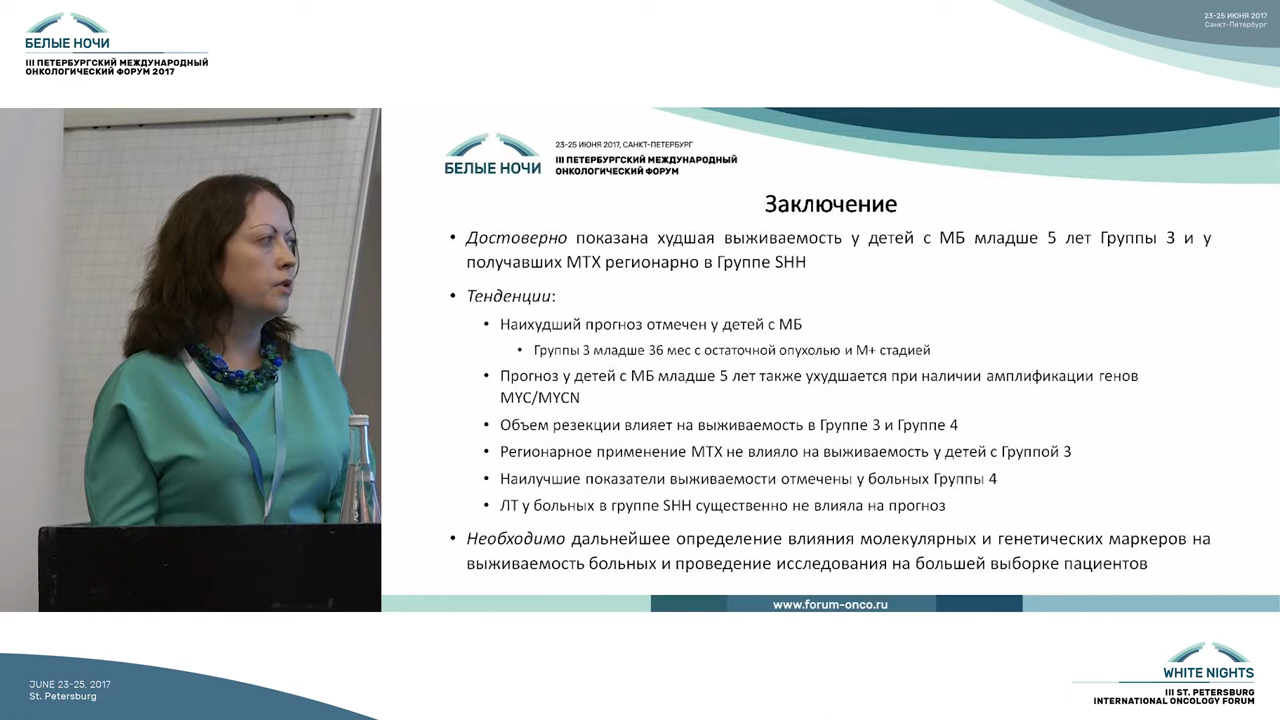 БЕЛЫЕ НОЧИ
III ПЕТЕРБУРГСКИЙ МЕЖДУНАРОДНЫЙ
ОНКОЛОГИЧЕСКИЙ ФОРУМ 2017
23-25 ИЮНЯ 2017
Санкт-Петербург
БЕЛЫЕ НОЧИ
23-25 ИЮНЯ 2017, САНКТ-ПЕТЕРБУРГ
III ПЕТЕРБУРГСКИЙ МЕЖДУНАРОДНЫЙ
ОНКОЛОГИЧЕСКИЙ ФОРУМ
Заключение
• Достоверно показана худшая выживаемость у детей с МБ младше 5 лет Группы 3 и у
получавших МТХ регионарно в Группе SHH
• Тенденции:
• Наихудший прогноз отмечен у детей с МБ
• Группы 3 младше 36 мес с остаточной опухолью и М+ стадией
• Прогноз у детей с МБ младше 5 лет также ухудшается при наличии амплификации генов
MYC/MYCN
• Объем резекции влияет на выживаемость в Группе 3 и Группе 4
• Регионарное применение МТХ не влияло на выживаемость у детей с Группой 3
• Наилучшие показатели выживаемости отмечены у больных Группы 4
• ЛТ у больных в группе SHH существенно не влияла на прогноз
• Необходимо дальнейшее определение влияния молекулярных и генетических маркеров на
выживаемость больных и проведение исследования на большей выборке пациентов
www.forum-onco.ru
JUNE 23-25, 2017
St. Petersburg
WHITE NIGHTS
III ST. PETERSBURG
INTERNATIONAL ONCOLOGY FORUM